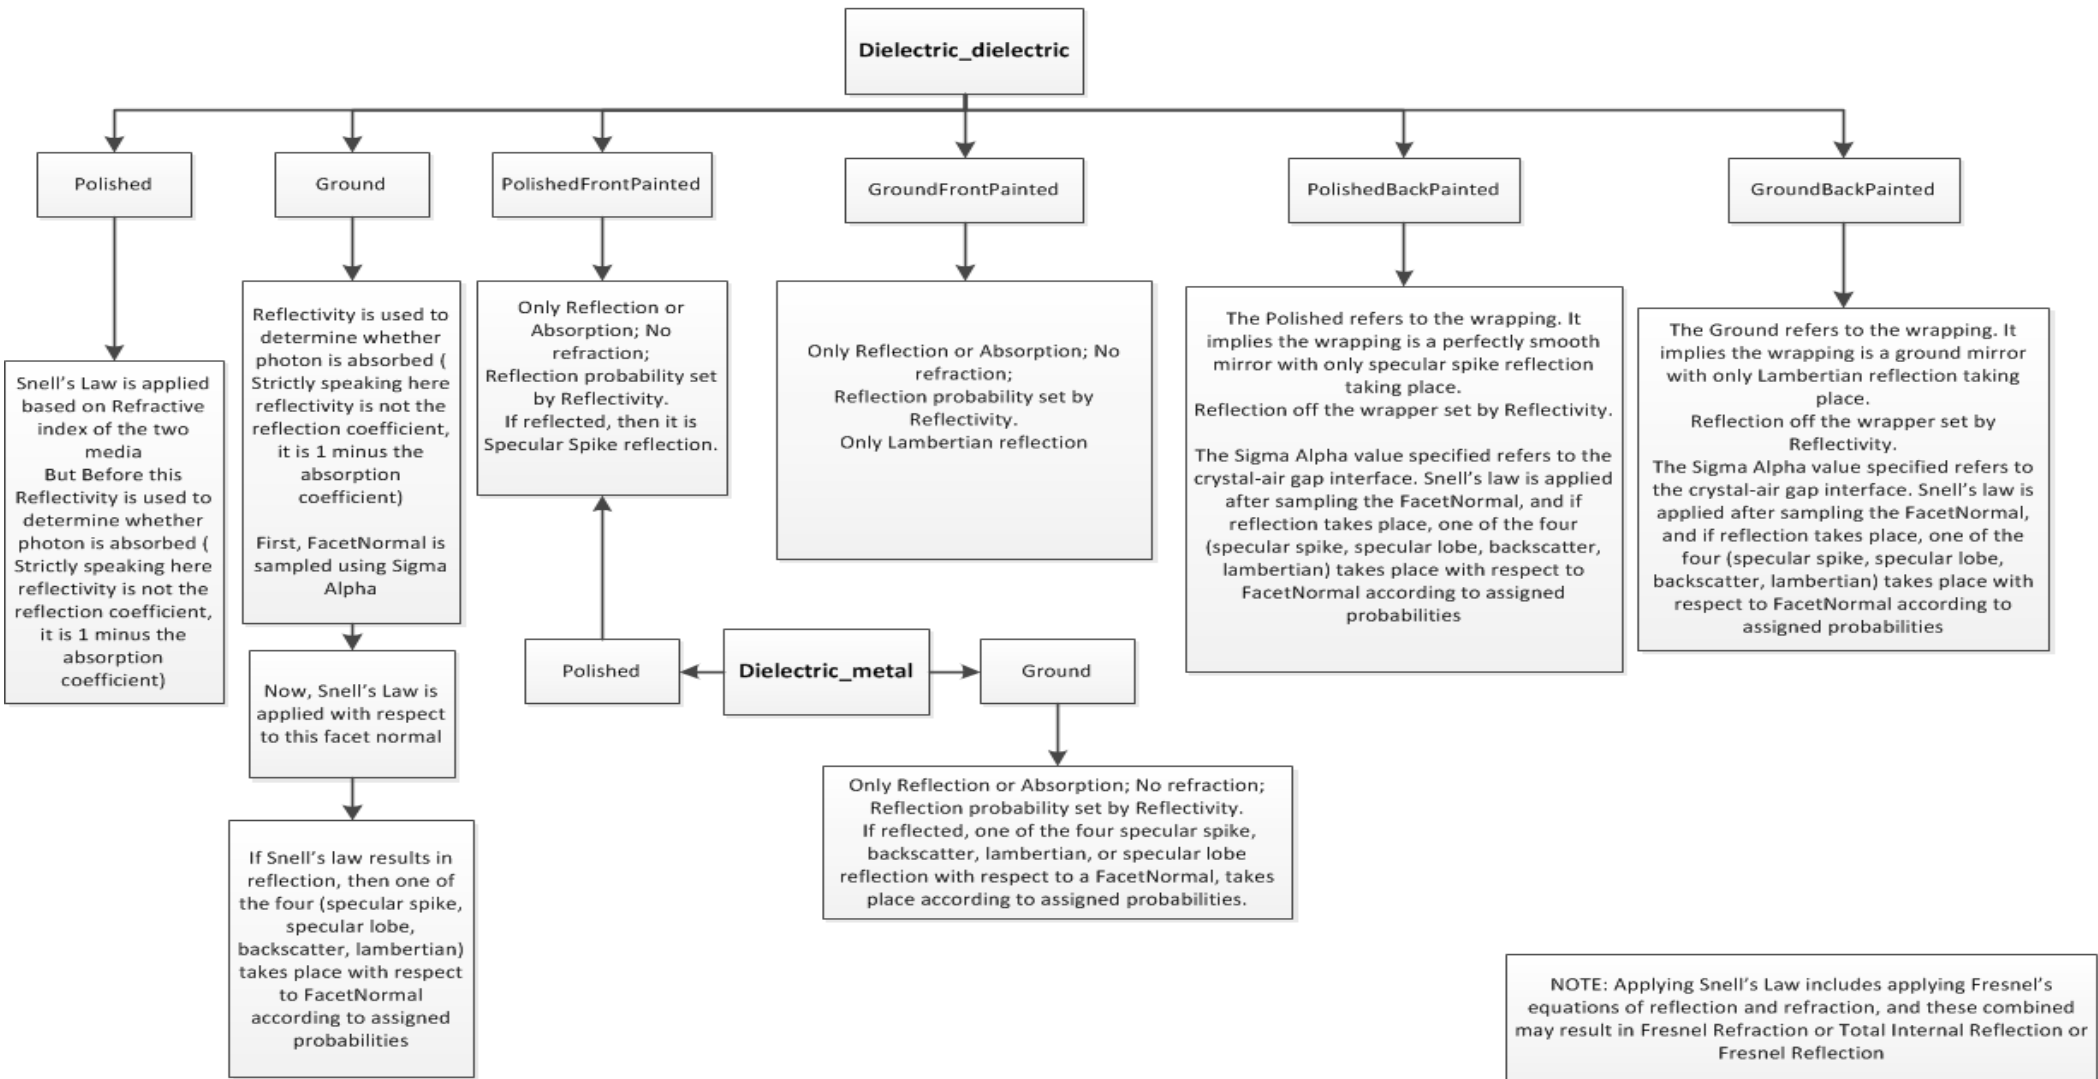 Dielectric_dielectric
Polished
Ground
PolishedFrontPainted
GroundFrontPainted
PolishedBackPainted
GroundBackPainted
Snell’s Law is applied
based on Refractive
index of the two
media
But Before this
Reflectivity is used to
determine whether
photon is absorbed (
Strictly speaking here
reflectivity is not the
reflection coefficient,
it is 1 minus the
absorption
coefficient)
Reflectivity is used to
determine whether
photon is absorbed (
Strictly speaking here
reflectivity is not the
reflection coefficient,
it is 1 minus the
absorption
coefficient)
First, FacetNormal is
sampled using Sigma
Alpha
Now, Snell’s Law is
applied with respect
to this facet normal
If Snell’s law results in
reflection, then one of
the four (specular spike,
specular lobe,
backscatter, lambertian)
takes place with respect
to FacetNormal
according to assigned
probabilities
Only Reflection or
Absorption; No
refraction;
Reflection probability set
by Reflectivity.
If reflected, then it is
Specular Spike reflection.
Only Reflection or Absorption; No
refraction;
Reflection probability set by
Reflectivity.
Only Lambertian reflection
The Polished refers to the wrapping. It
implies the wrapping is a perfectly smooth
mirror with only specular spike reflection
taking place.
Reflection off the wrapper set by Reflectivity.
The Sigma Alpha value specified refers to the
crystal-air gap interface. Snell’s law is applied
after sampling the FacetNormal, and if
reflection takes place, one of the four
(specular spike, specular lobe, backscatter,
lambertian) takes place with respect to
FacetNormal according to assigned
probabilities
The Ground refers to the wrapping. It
implies the wrapping is a ground mirror
with only Lambertian reflection taking
place.
Reflection off the wrapper set by
Reflectivity.
The Sigma Alpha value specified refers to
the crystal-air gap interface. Snell’s law is
applied after sampling the FacetNormal,
and if reflection takes place, one of the
four (specular spike, specular lobe,
backscatter, lambertian) takes place with
respect to FacetNormal according to
assigned probabilities
Polished
Dielectric_metal
Ground
Only Reflection or Absorption; No refraction;
Reflection probability set by Reflectivity.
If reflected, one of the four specular spike,
backscatter, lambertian, or specular lobe
reflection with respect to a FacetNormal, takes
place according to assigned probabilities.
NOTE: Applying Snell’s Law includes applying Fresnel’s
equations of reflection and refraction, and these combined
may result in Fresnel Refraction or Total Internal Reflection or
Fresnel Reflection